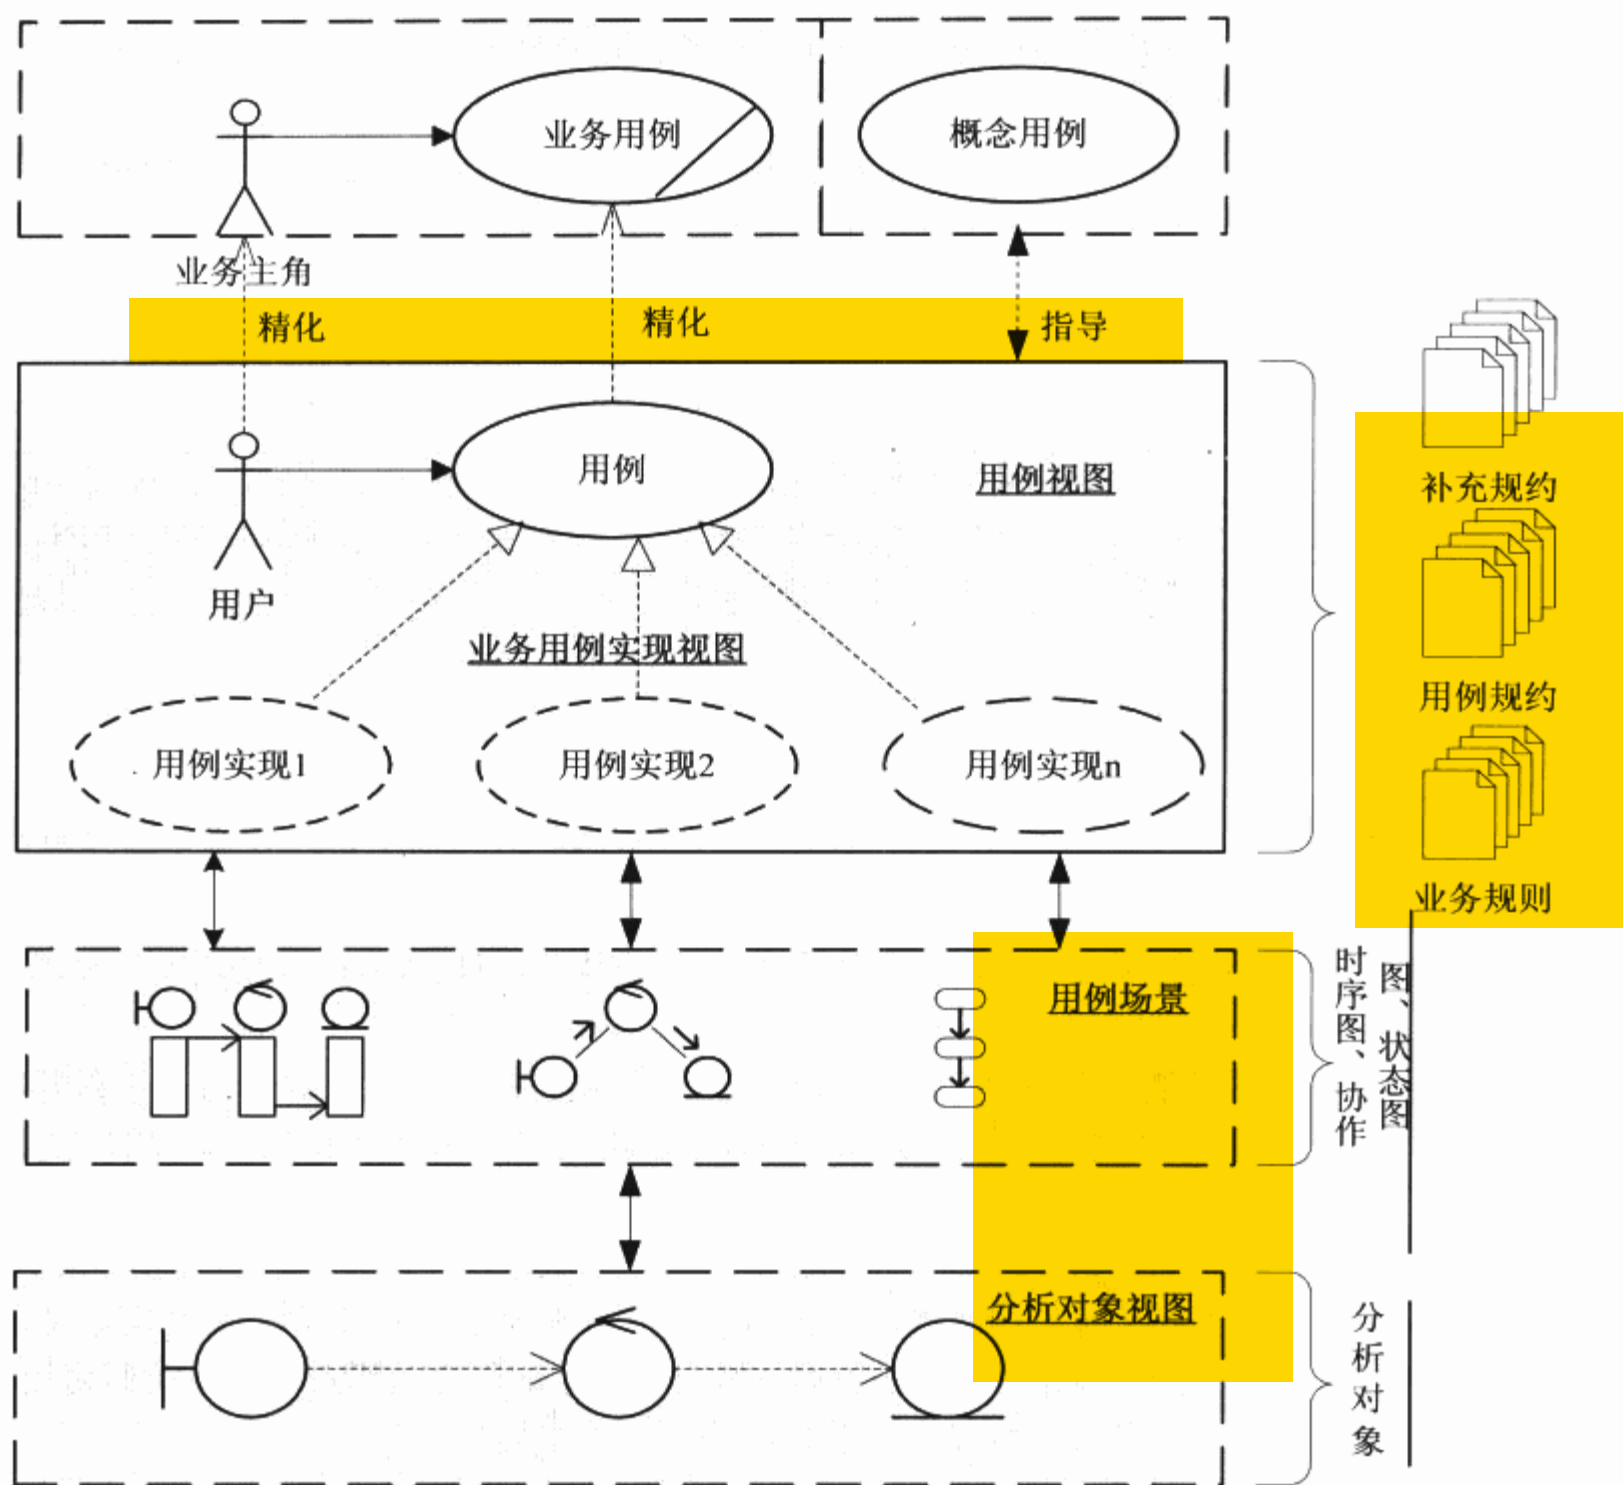 业务用例
概念用例
业务主角
精化
精化
指导
用例
用例视图
补充规约
用户
业务用例实现视图
用例规约
用例实现1
用例实现2
用例实现n
业务规则
用例场景
时序图、协作
图、状态图
分析对象视图
分析对象